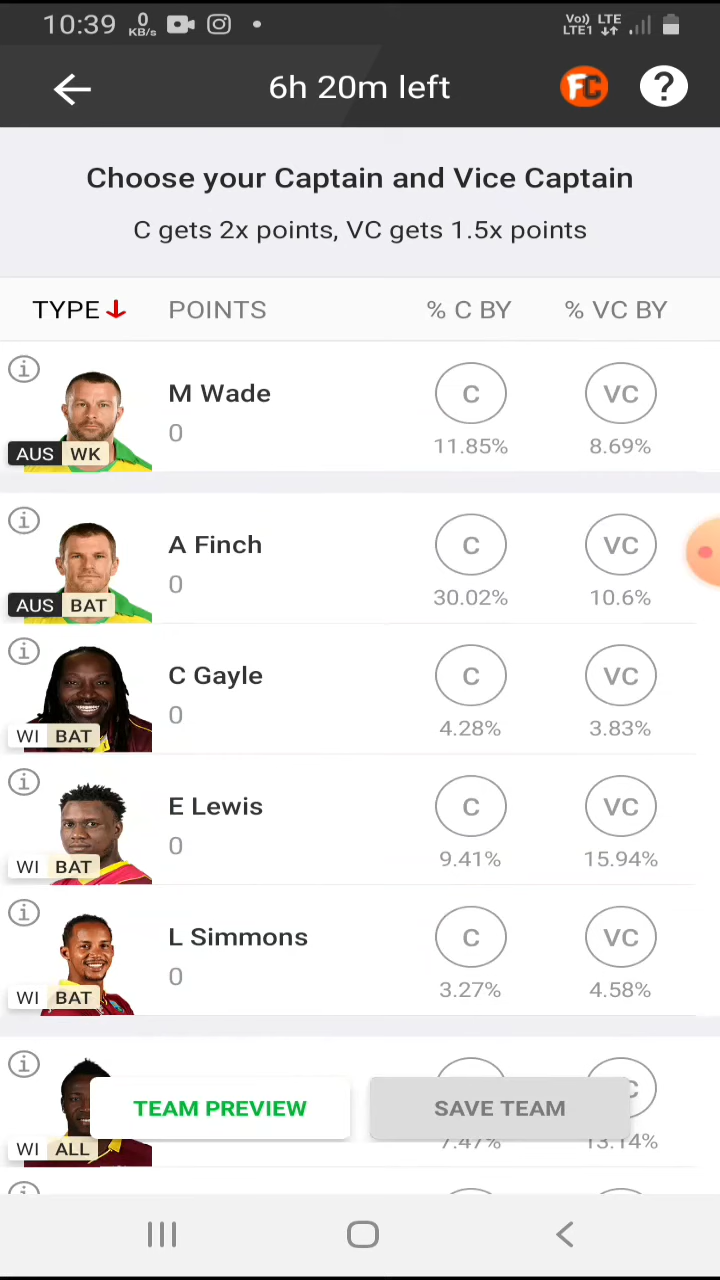 10:39 0 KB/s Vo)) LTE LTE1
6h 20m left FC ?
Choose your Captain and Vice Captain
C gets 2x points, VC gets 1.5x points
TYPE POINTS % C BY % VC BY
i M Wade C VC
0 11.85% 8.69%
AUS WK
i A Finch C VC
0 30.02% 10.6%
AUS BAT
i C Gayle C VC
0 4.28% 3.83%
WI BAT
i E Lewis C VC
0 9.41% 15.94%
WI BAT
i L Simmons C VC
0 3.27% 4.58%
WI BAT
i
TEAM PREVIEW SAVE TEAM
WI ALL 7.47% 13.14%